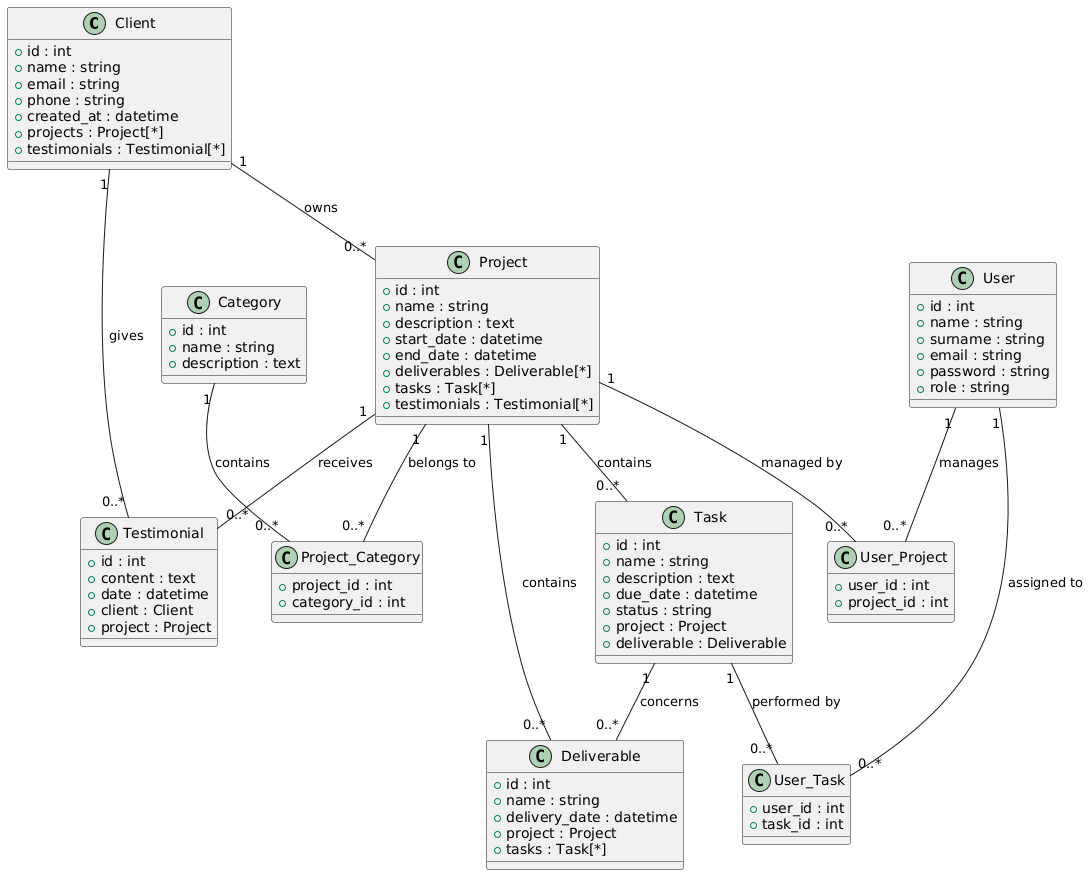 C Client
id : int
name : string
email : string
phone : string
created_at : datetime
projects : Project[*]
testimonials : Testimonial[*]
1
1
owns
0..*
C Project
id : int
name : string
description : text
start_date : datetime
end_date : datetime
deliverables : Deliverable[*]
tasks : Task[*]
testimonials : Testimonial[*]
C User
id : int
name : string
surname : string
email : string
password : string
role : string
C Category
id : int
name : string
description : text
gives
1
1
1
1
1
1
1
1
contains
receives
belongs to
contains
managed by
manages
0..*
0..*
0..*
0..*
0..*
0..*
0..*
C Testimonial
id : int
content : text
date : datetime
client : Client
project : Project
C Project_Category
project_id : int
category_id : int
contains
C Task
id : int
name : string
description : text
due_date : datetime
status : string
project : Project
deliverable : Deliverable
C User_Project
user_id : int
project_id : int
assigned to
1
1
concerns
performed by
0..*
0..*
0..*
0..*
C Deliverable
id : int
name : string
delivery_date : datetime
project : Project
tasks : Task[*]
C User_Task
user_id : int
task_id : int